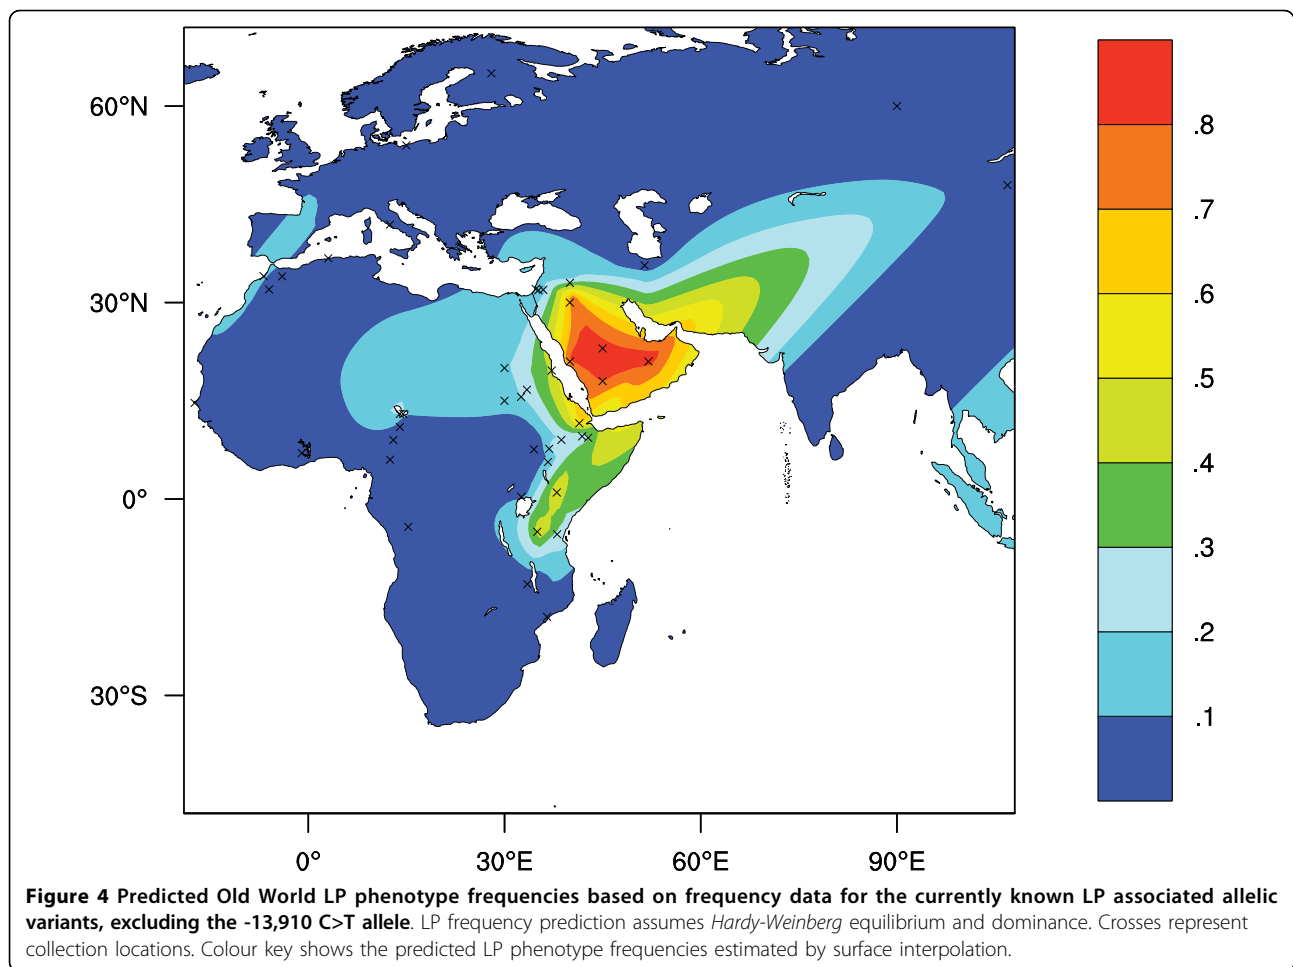 60°N
30°N
0°
30°S
0°
30°E
60°E
90°E
.8
.7
.6
.5
.4
.3
.2
.1
Figure 4 Predicted Old World LP phenotype frequencies based on frequency data for the currently known LP associated allelic
variants, excluding the -13,910 C>T allele. LP frequency prediction assumes Hardy-Weinberg equilibrium and dominance. Crosses represent
collection locations. Colour key shows the predicted LP phenotype frequencies estimated by surface interpolation.